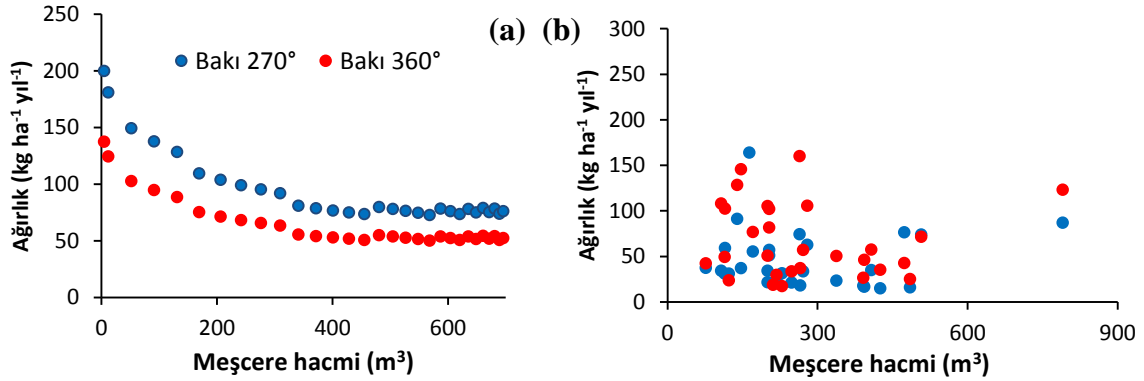 (a) (b)
Bakı 270° Bakı 360°
Ağırlık (kg ha⁻¹ yıl⁻¹)
250
200
150
100
50
0
0 200 400 600
Meşcere hacmi (m³)
Ağırlık (kg ha⁻¹ yıl⁻¹)
300
250
200
150
100
50
0
0 300 600 900
Meşcere hacmi (m³)